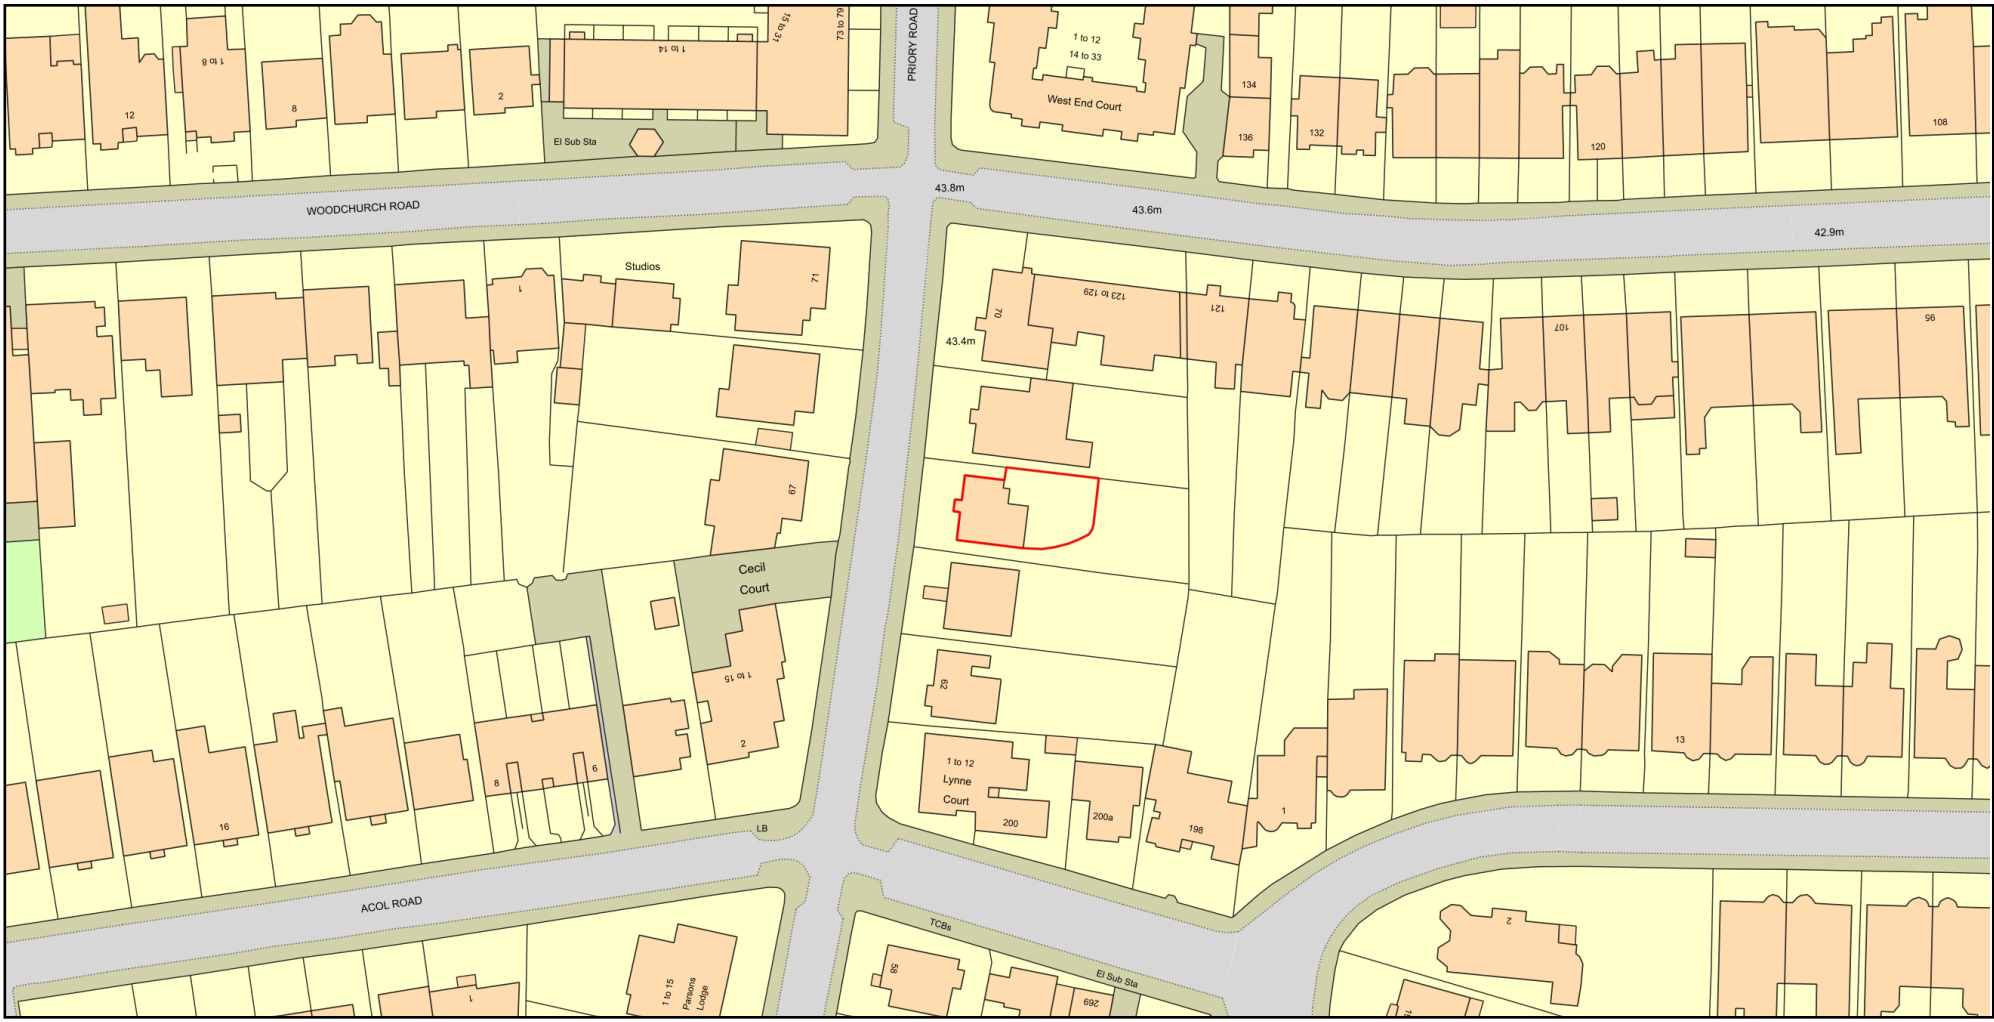 15 to 31
73 to 79
PRIORY ROAD
1 to 12
14 to 33
West End Court
1 to 8
1 to 14
12
8
2
134
136
132
120
108
El Sub Sta
WOODCHURCH ROAD
43.8m
43.6m
42.9m
Studios
71
1
70
123 to 129
121
107
95
43.4m
67
Cecil
Court
1 to 15
2
62
13
8
6
16
1 to 12
Lynne
Court
200
200a
198
1
LB
ACOL ROAD
TCBs
El Sub Sta
58
269
2
1
1 to 15
Parsons
Lodge